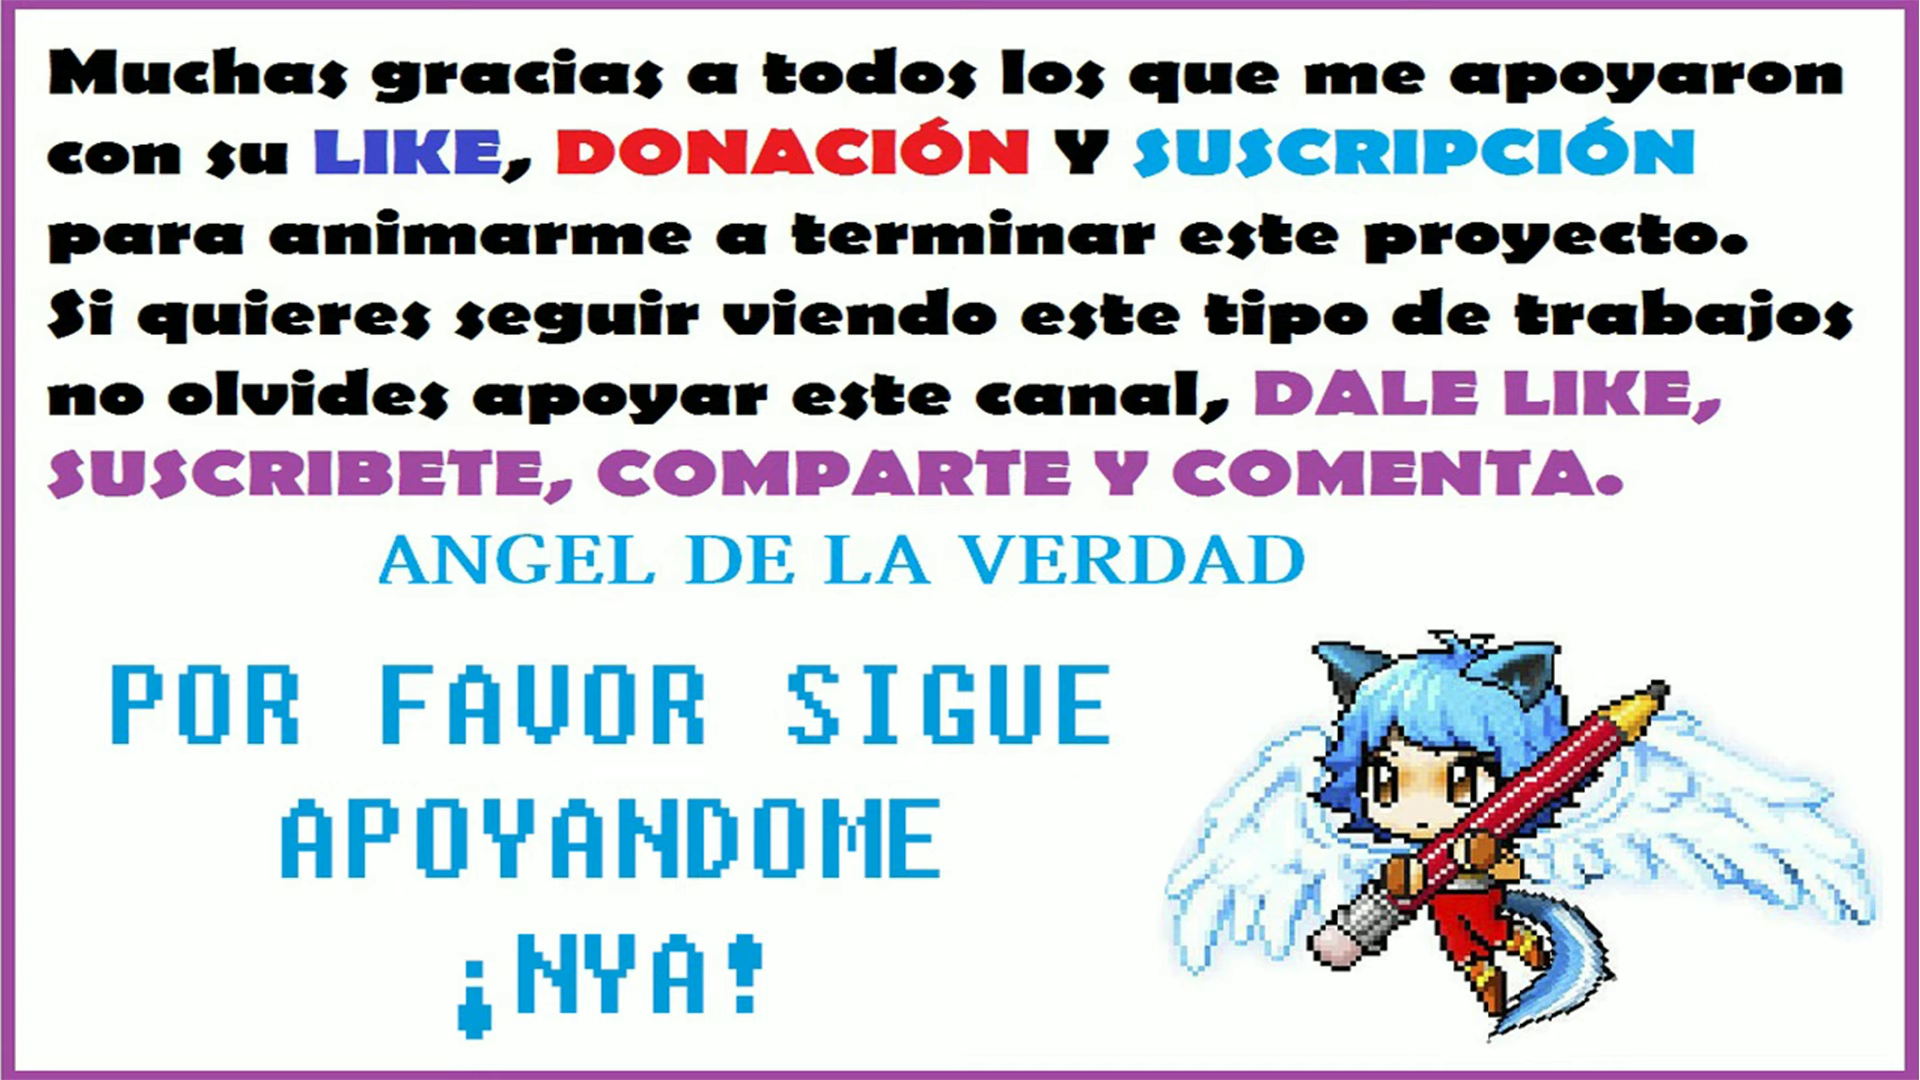 Muchas gracias a todos los que me apoyaron
con su LIKE, DONACIÓN Y SUSCRIPCIÓN
para animarme a terminar este proyecto.
Si quieres seguir viendo este tipo de trabajos
no olvides apoyar este canal, DALE LIKE,
SUSCRIBETE, COMPARTE Y COMENTA.
ANGEL DE LA VERDAD
POR FAVOR SIGUE
APOYANDOME
¡NYA!